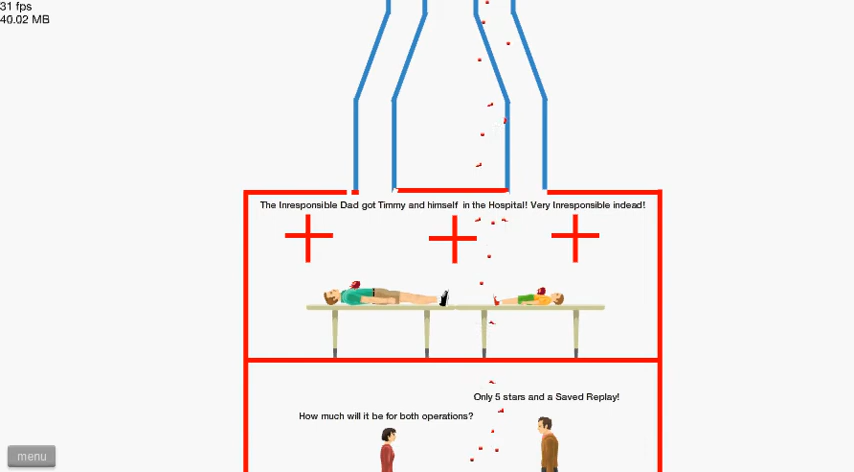 31 fps
40.02 MB
The Inresponsible Dad got Timmy and himself in the Hospital! Very Inresponsible indead!
Only 5 stars and a Saved Replay!
How much will it be for both operations?
menu